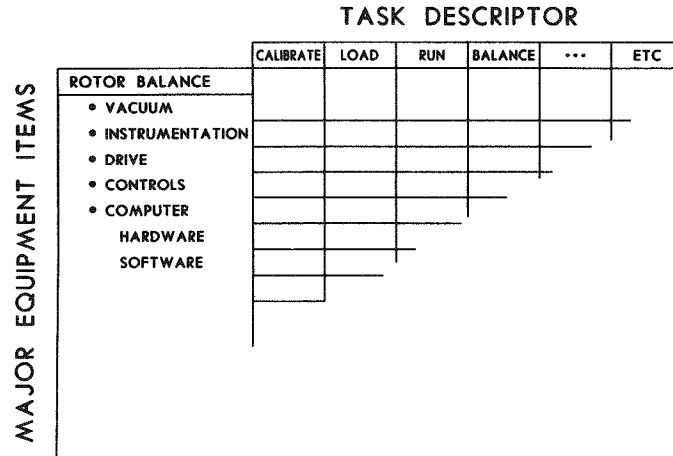 TASK DESCRIPTOR
CALIBRATE LOAD RUN BALANCE ... ETC
MAJOR EQUIPMENT ITEMS
ROTOR BALANCE
• VACUUM
• INSTRUMENTATION
• DRIVE
• CONTROLS
• COMPUTER
HARDWARE
SOFTWARE